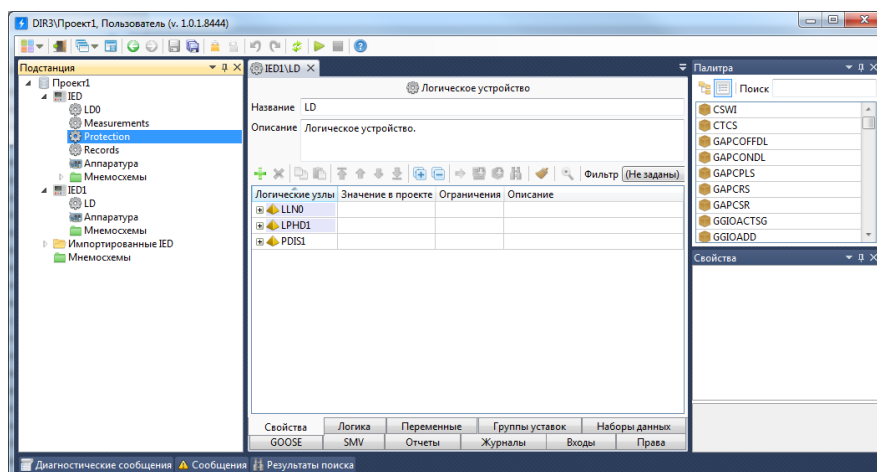 DIR3\Проект1, Пользователь (v. 1.0.1.8444)
Подстанция
Проект1
IED
LD0
Measurements
Protection
Records
Аппаратура
Мнемосхемы
IED1
LD
Аппаратура
Мнемосхемы
Импортированные IED
Мнемосхемы
IED1\LD
Логическое устройство
Название LD
Описание Логическое устройство.
Фильтр (Не заданы)
Логические узлы Значение в проекте Ограничения Описание
LLN0
LPHD1
PDIS1
Свойства Логика Переменные Группы уставок Наборы данных
GOOSE SMV Отчеты Журналы Входы Права
Палитра
Поиск
CSWI
CTCS
GAPCOFFDL
GAPCONDL
GAPCPLS
GAPCRS
GAPCSR
GGIOACTSG
GGIOADD
Свойства
Диагностические сообщения Сообщения Результаты поиска